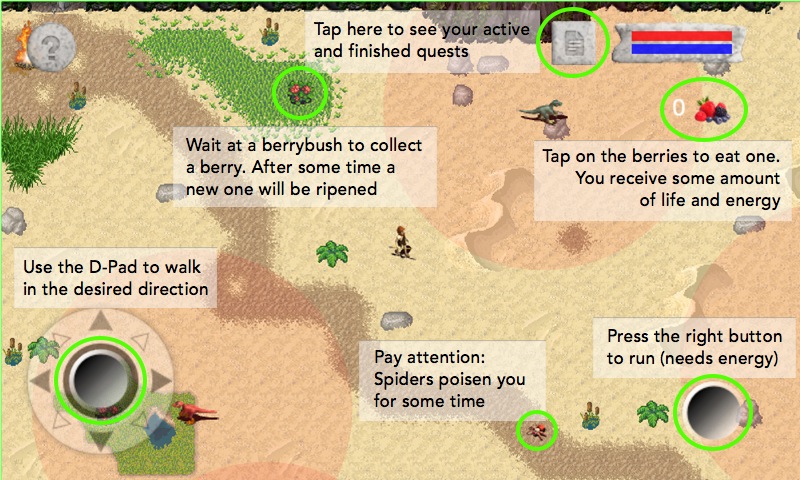 ?
Tap here to see your active
and finished quests
0
Wait at a berrybush to collect
a berry. After some time a
new one will be ripened
Tap on the berries to eat one.
You receive some amount
of life and energy
Use the D-Pad to walk
in the desired direction
Pay attention:
Spiders poisen you
for some time
Press the right button
to run (needs energy)